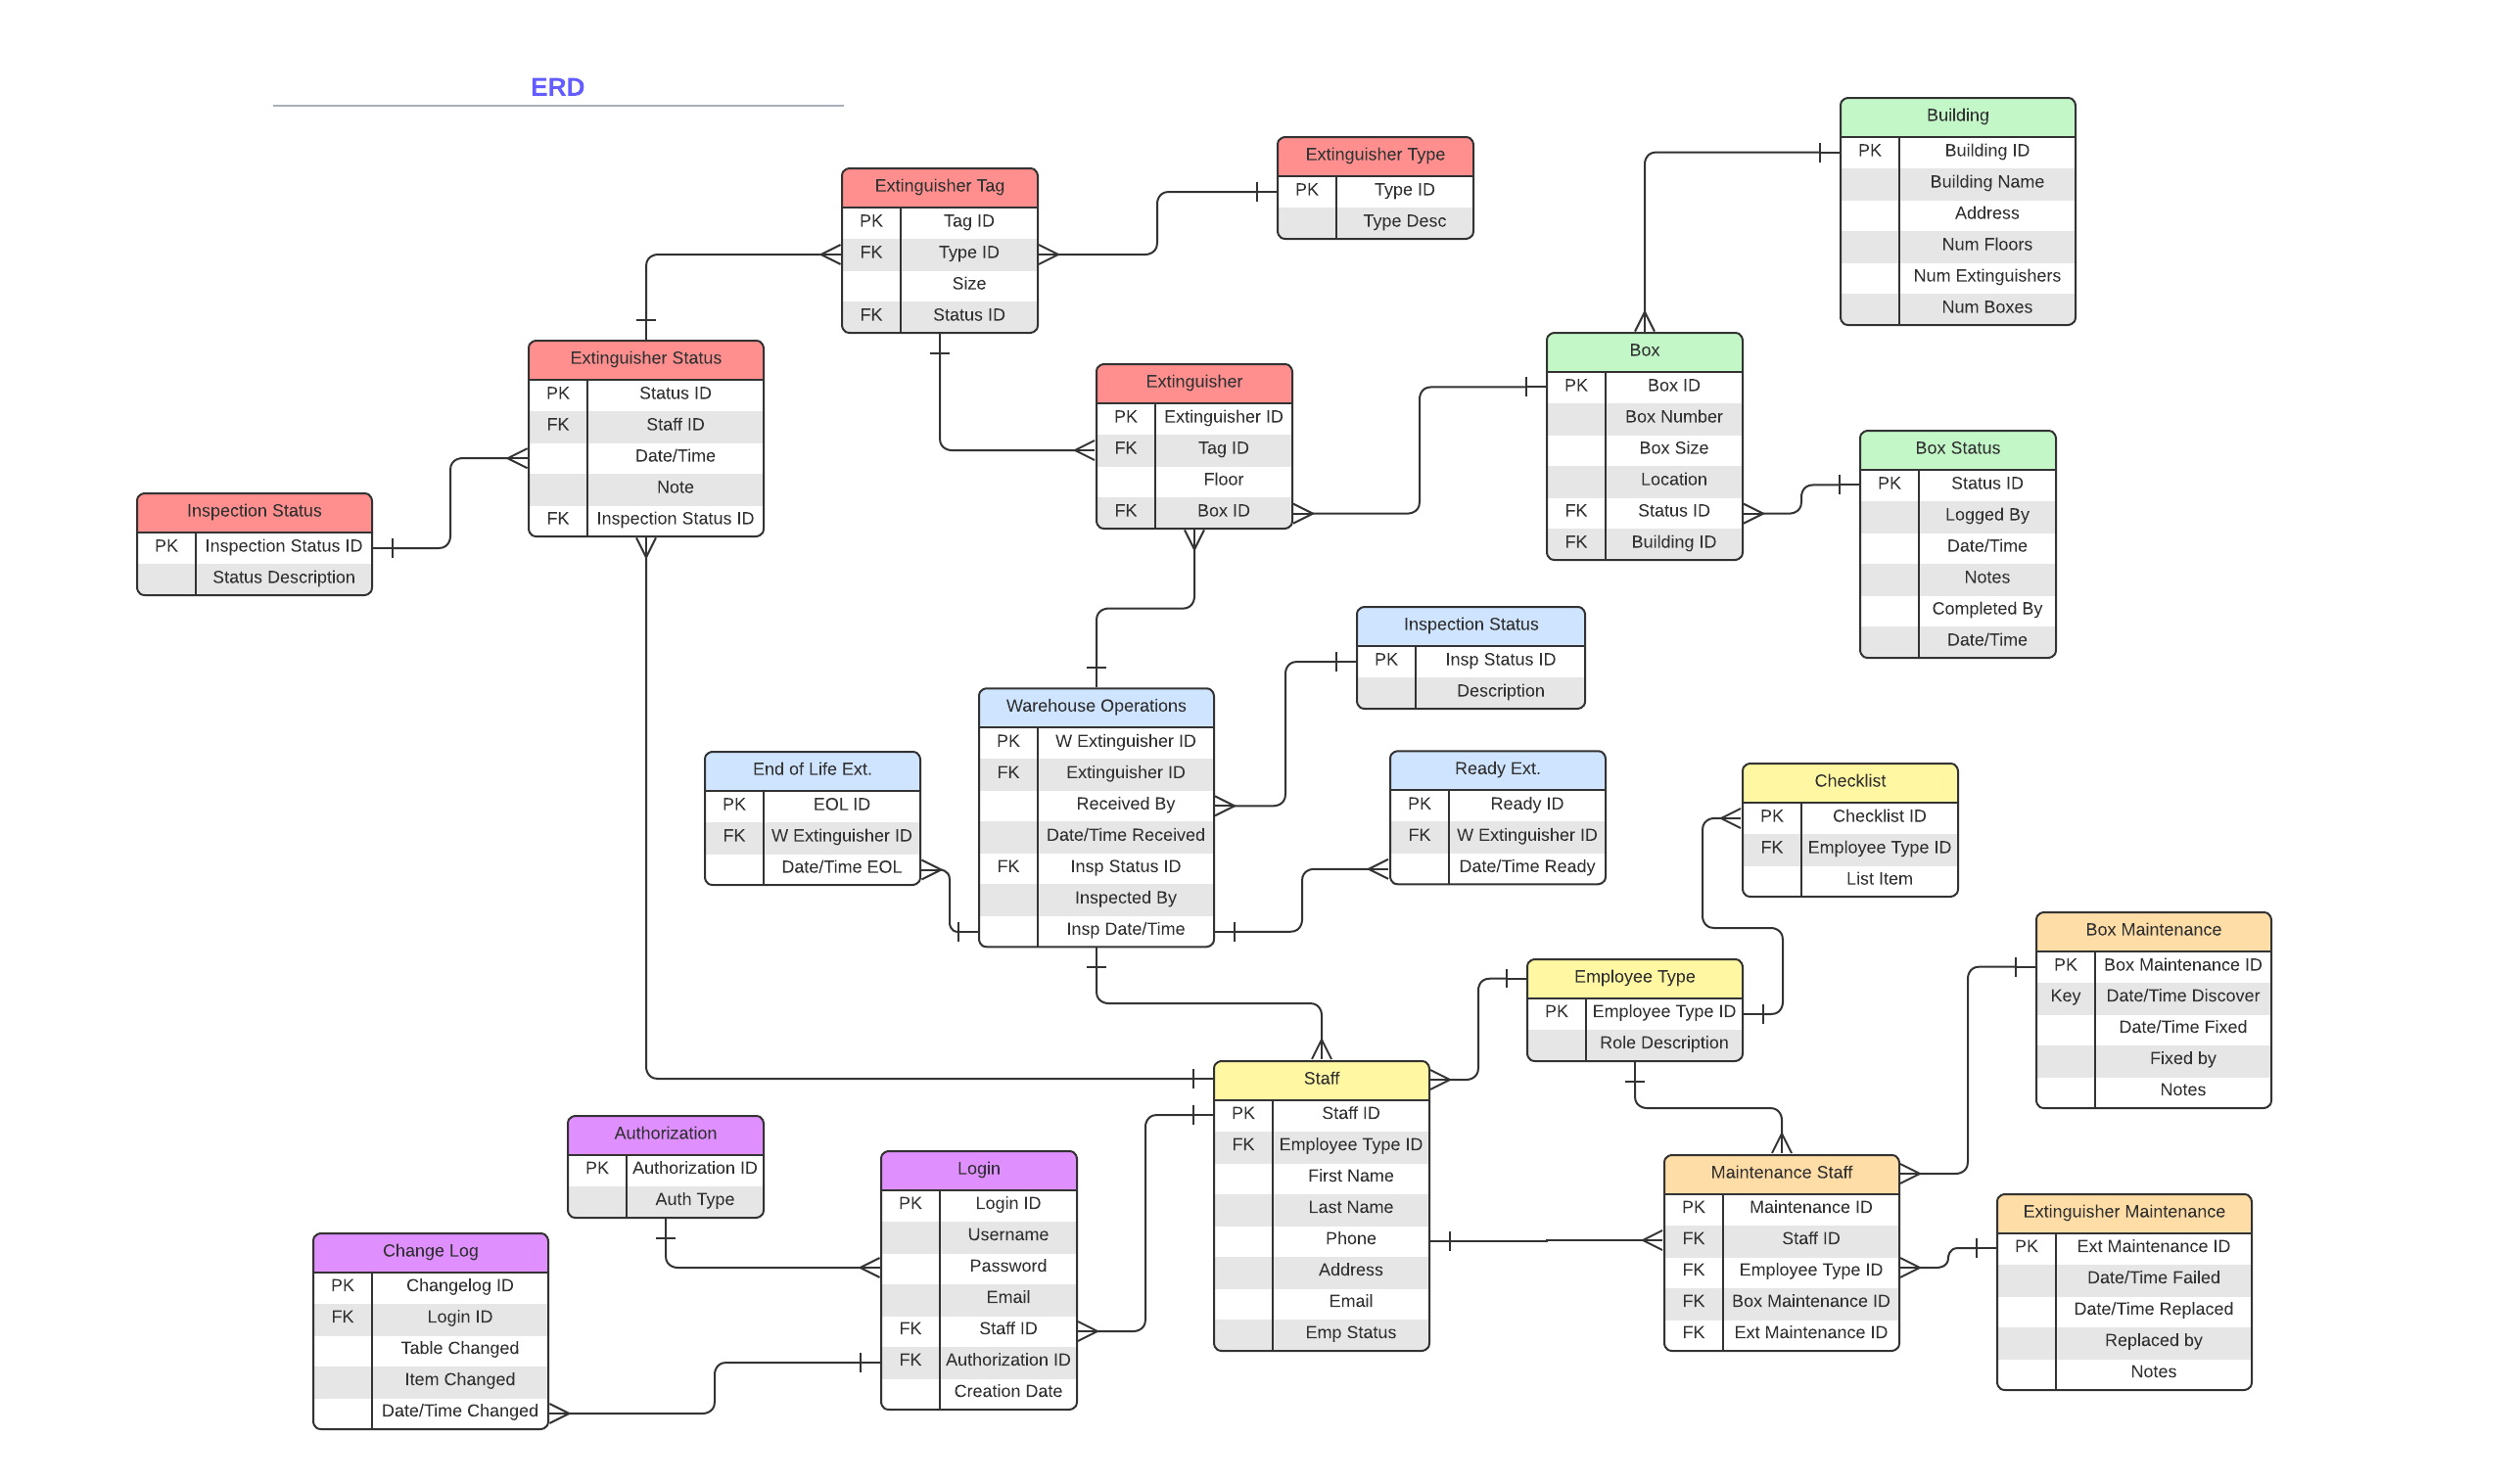 ERD
Building
PK Building ID
Building Name
Address
Num Floors
Num Extinguishers
Num Boxes
Extinguisher Type
PK Type ID
Type Desc
Extinguisher Tag
PK Tag ID
FK Type ID
Size
FK Status ID
Extinguisher Status
PK Status ID
FK Staff ID
Date/Time
Note
FK Inspection Status ID
Extinguisher
PK Extinguisher ID
FK Tag ID
Floor
FK Box ID
Box
PK Box ID
Box Number
Box Size
Location
FK Status ID
FK Building ID
Box Status
PK Status ID
Logged By
Date/Time
Notes
Completed By
Date/Time
Inspection Status
PK Inspection Status ID
Status Description
Inspection Status
PK Insp Status ID
Description
Warehouse Operations
PK W Extinguisher ID
FK Extinguisher ID
Received By
Date/Time Received
FK Insp Status ID
Inspected By
Insp Date/Time
End of Life Ext.
PK EOL ID
FK W Extinguisher ID
Date/Time EOL
Ready Ext.
PK Ready ID
FK W Extinguisher ID
Date/Time Ready
Checklist
PK Checklist ID
FK Employee Type ID
List Item
Box Maintenance
PK Box Maintenance ID
Key Date/Time Discover
Date/Time Fixed
Fixed by
Notes
Employee Type
PK Employee Type ID
Role Description
Staff
PK Staff ID
FK Employee Type ID
First Name
Last Name
Phone
Address
Email
Emp Status
Authorization
PK Authorization ID
Auth Type
Login
PK Login ID
Username
Password
Email
FK Staff ID
FK Authorization ID
Creation Date
Maintenance Staff
PK Maintenance ID
FK Staff ID
FK Employee Type ID
FK Box Maintenance ID
FK Ext Maintenance ID
Extinguisher Maintenance
PK Ext Maintenance ID
Date/Time Failed
Date/Time Replaced
Replaced by
Notes
Change Log
PK Changelog ID
FK Login ID
Table Changed
Item Changed
Date/Time Changed